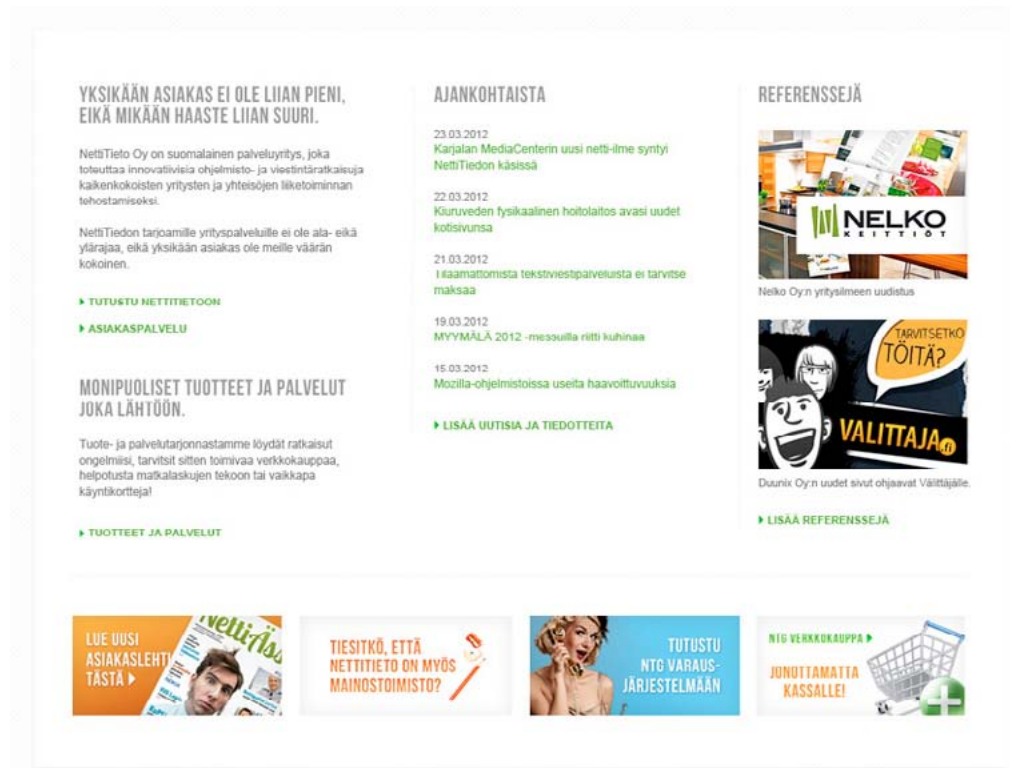 YKSIKÄÄN ASIAKAS EI OLE LIIAN PIENI,
EIKÄ MIKÄÄN HAASTE LIIAN SUURI.
NettiTieto Oy on suomalainen palveluyritys, joka
toteuttaa innovatiivisia ohjelmisto- ja viestintäratkaisuja
kaikenkokoisten yritysten ja yhteisöjen liiketoiminnan
tehostamiseksi.
NettiTiedon tarjoamille yrityspalveluille ei ole ala- eikä
ylärajaa, eikä yksikään asiakas ole meille väärän
kokoinen.
TUTUSTU NETTITIETOON
ASIAKASPALVELU
MONIPUOLISET TUOTTEET JA PALVELUT
JOKA LÄHTÖÖN.
Tuote- ja palvelutarjonnastamme löydät ratkaisut
ongelmiisi, tarvitsit sitten toimivaa verkkokauppaa,
helpotusta matkalaskujen tekoon tai vaikkapa
käyntikortteja!
TUOTTEET JA PALVELUT
AJANKOHTAISTA
23.03.2012
Karjalan MediaCenterin uusi netti-ilme syntyi
NettiTiedon käsissä
22.03.2012
Kiuruveden fysikaalinen hoitolaitos avasi uudet
kotisivunsa
21.03.2012
Tilaamattomista tekstiviestipalveluista ei tarvitse
maksaa
19.03.2012
MYYMÄLÄ 2012 -messuilla riitti kuhinaa
15.03.2012
Mozilla-ohjelmistoissa useita haavoittuvuuksia
LISÄÄ UUTISIA JA TIEDOTTEITA
REFERENSSEJÄ
NELKO
KEITTIÖT
Nelko Oy:n yritysilmeen uudistus
TARVITSETKO
TÖITÄ?
VALITTAJA.fi
Duunix Oy:n uudet sivut ohjaavat Välittäjälle.
LISÄÄ REFERENSSEJÄ
LUE UUSI
ASIAKASLEHTI
TÄSTÄ
NettiÄss
TIESITKÖ, ETTÄ
NETTITIETO ON MYÖS
MAINOSTOIMISTO?
TUTUSTU
NTG VARAUS-
JÄRJESTELMÄÄN
NTG VERKKOKAUPPA
JONOTTAMATTA
KASSALLE!